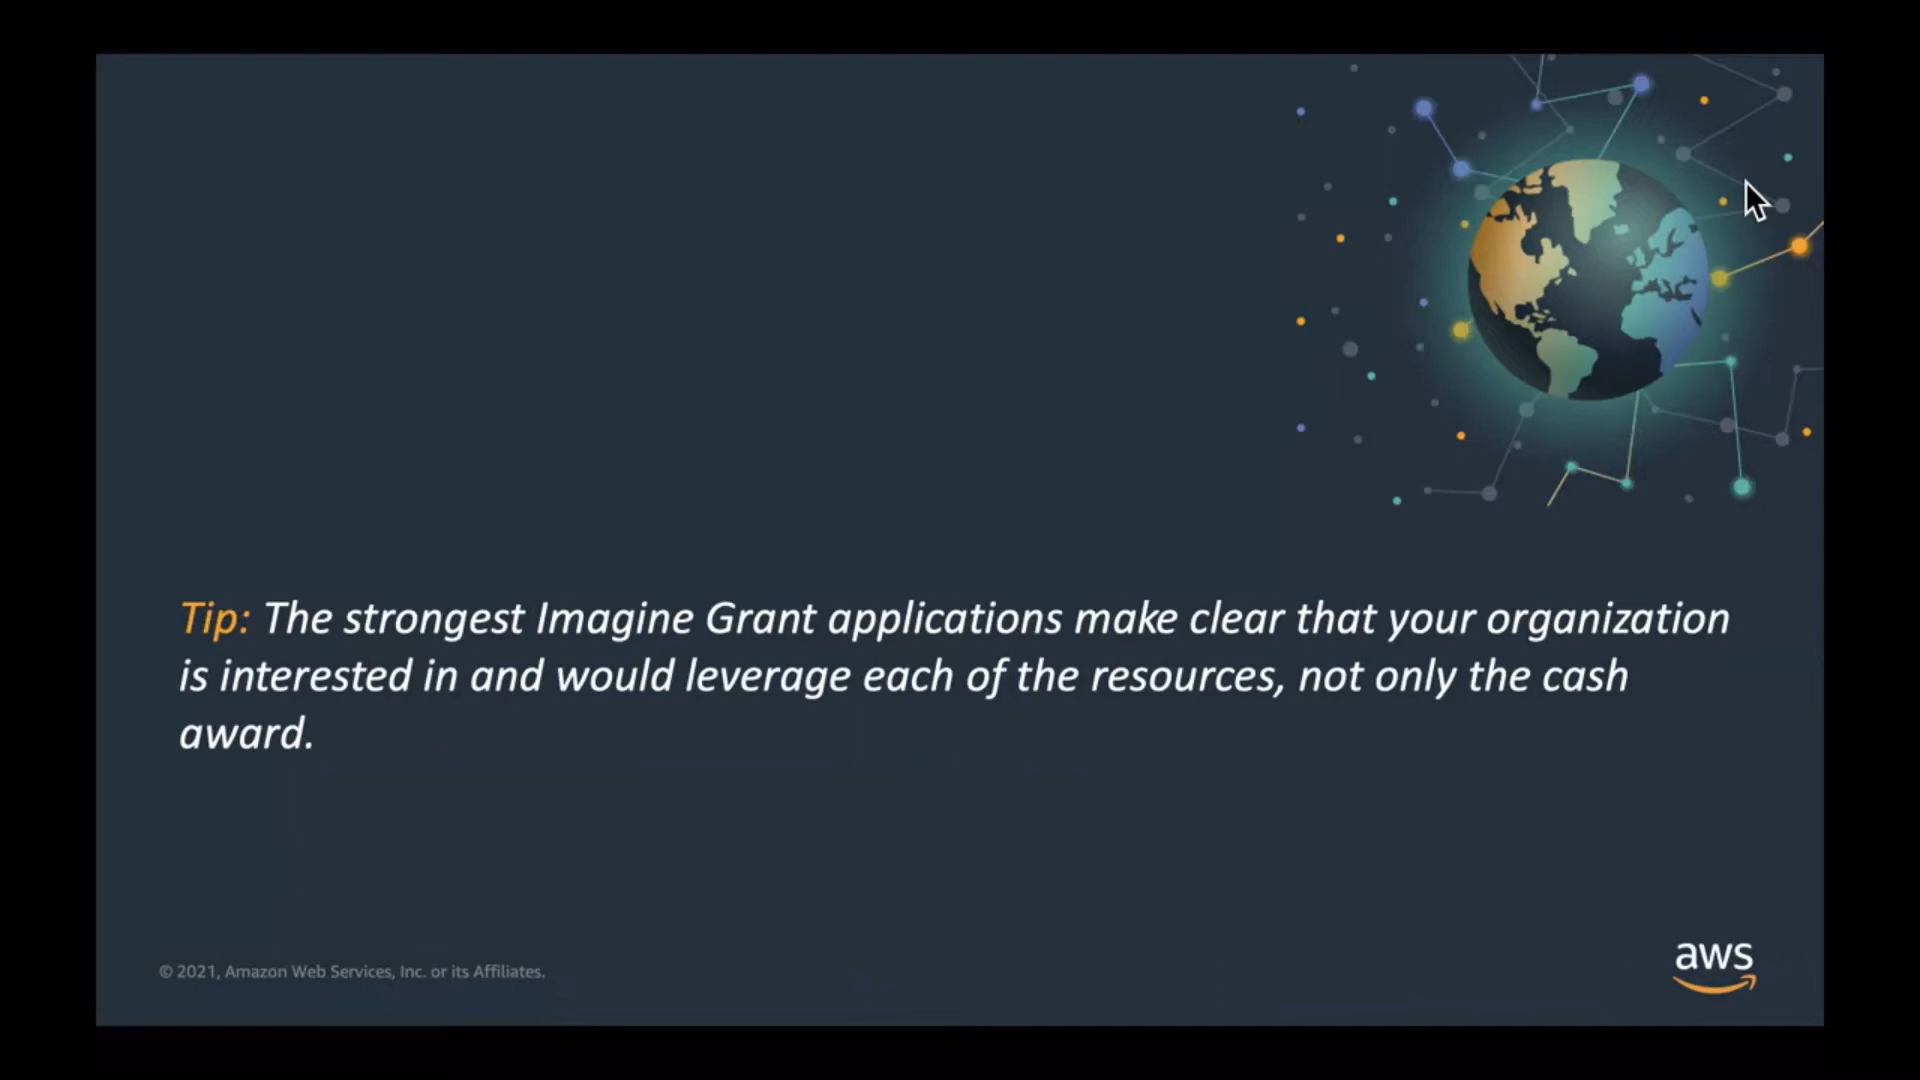 Tip: The strongest Imagine Grant applications make clear that your organization
is interested in and would leverage each of the resources, not only the cash
award.
© 2021, Amazon Web Services, Inc. or its Affiliates.
aws